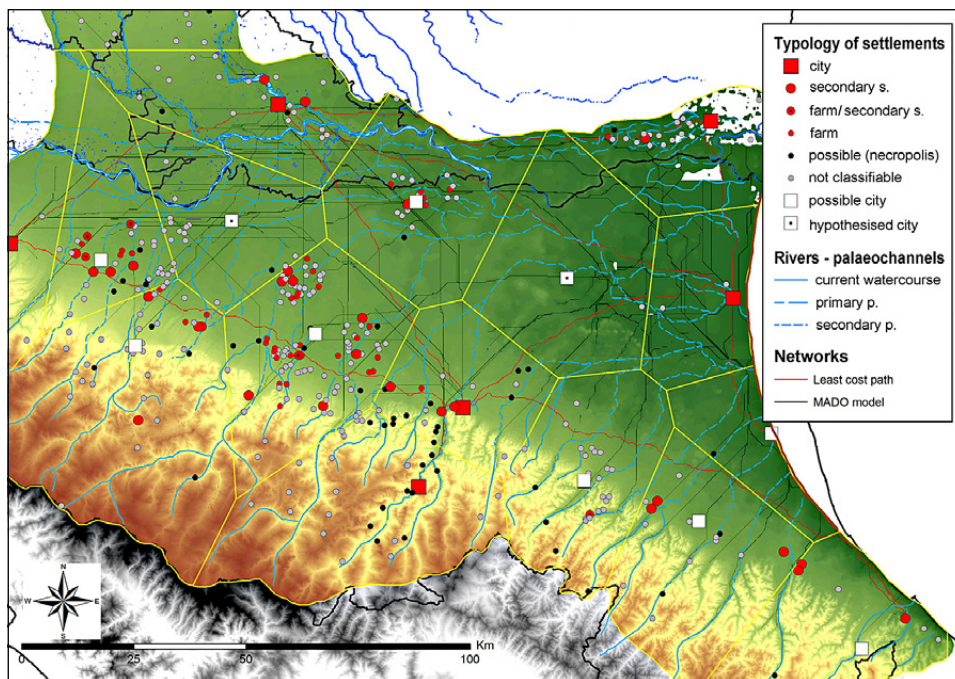 Typology of settlements
city
secondary s.
farm/secondary s.
farm
possible (necropolis)
not classifiable
possible city
hypothesised city
Rivers - palaeochannels
current watercourse
primary p.
secondary p.
Networks
Least cost path
MADO model
N
W E
S
Km
0 25 50 100